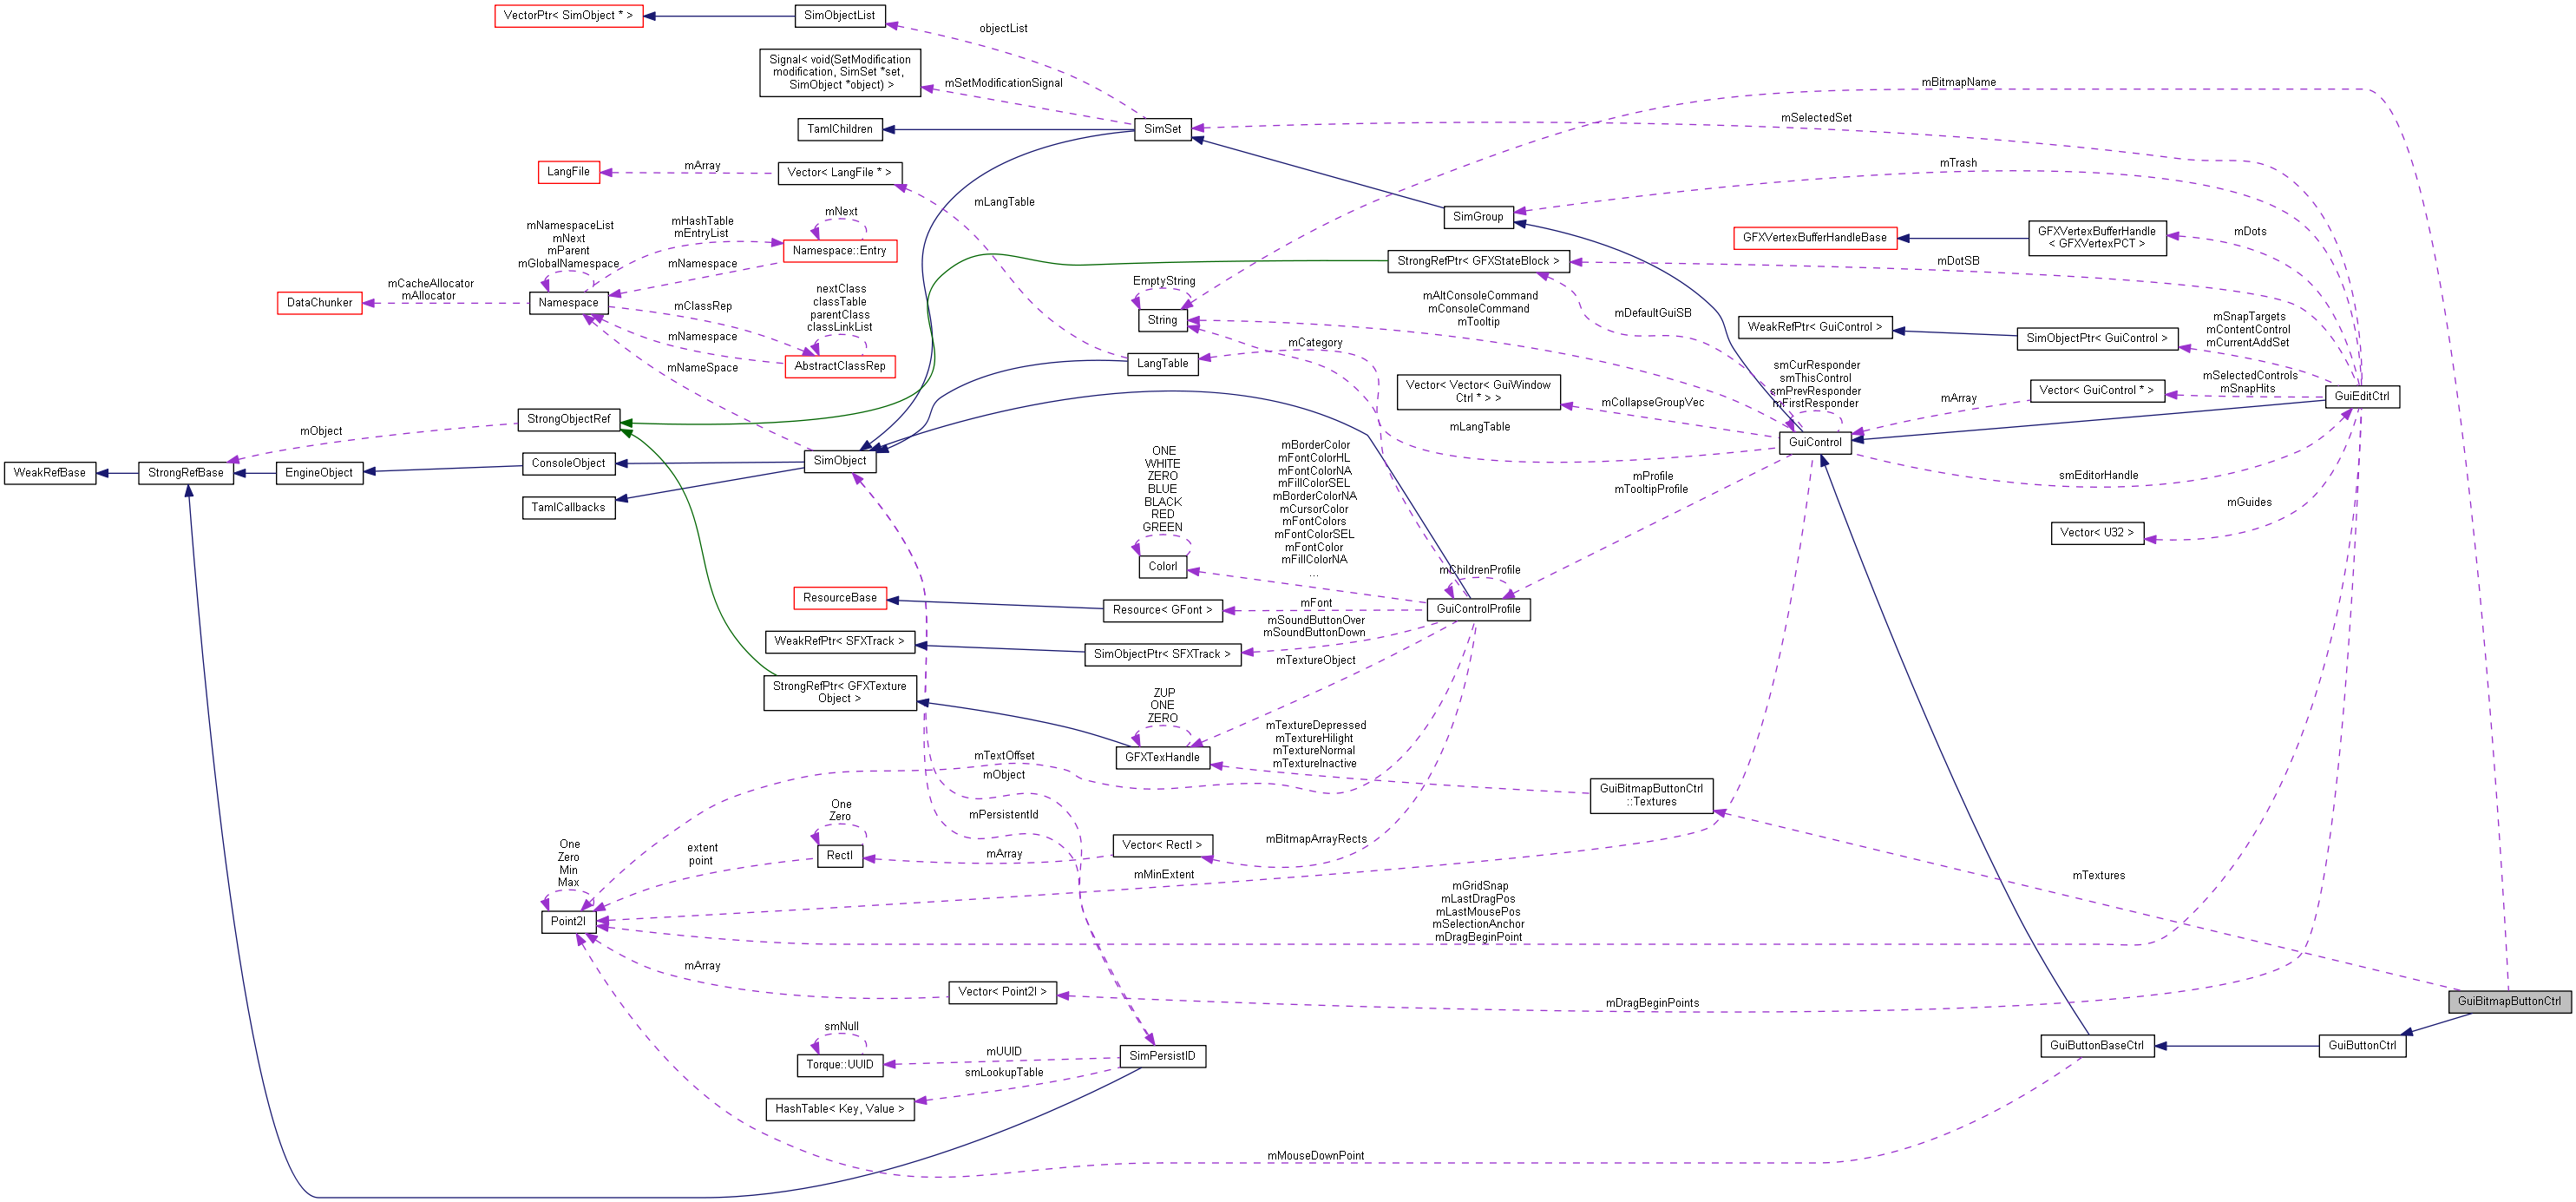 VectorPtr< SimObject * >
SimObjectList
objectList
Signal< void(SetModification
modification, SimSet *set,
SimObject *object) >
mSetModificationSignal
mBitmapName
TamlChildren
SimSet
mSelectedSet
LangFile
mArray
Vector< LangFile * >
mLangTable
mTrash
SimGroup
mNamespaceList
mNext
mParent
mGlobalNamespace
mHashTable
mEntryList
mNext
Namespace::Entry
mNamespace
GFXVertexBufferHandleBase
GFXVertexBufferHandle
< GFXVertexPCT >
mDots
StrongRefPtr< GFXStateBlock >
mDotSB
DataChunker
mCacheAllocator
mAllocator
Namespace
mClassRep
nextClass
classTable
parentClass
classLinkList
mNamespace
AbstractClassRep
EmptyString
String
mAltConsoleCommand
mConsoleCommand
mTooltip
mDefaultGuiSB
WeakRefPtr< GuiControl >
SimObjectPtr< GuiControl >
mSnapTargets
mContentControl
mCurrentAddSet
mNameSpace
LangTable
mCategory
Vector< Vector< GuiWindow
Ctrl * > >
mCollapseGroupVec
smCurResponder
smThisControl
smPrevResponder
smFirstResponder
mArray
Vector< GuiControl * >
mSelectedControls
mSnapHits
GuiEditCtrl
StrongObjectRef
mObject
mLangTable
GuiControl
WeakRefBase
StrongRefBase
EngineObject
ConsoleObject
SimObject
TamlCallbacks
smEditorHandle
mProfile
mTooltipProfile
mGuides
Vector< U32 >
ONE
WHITE
ZERO
BLUE
BLACK
RED
GREEN
ColorI
mBorderColor
mFontColorHL
mFontColorNA
mFillColorSEL
mBorderColorNA
mCursorColor
mFontColors
mFontColorSEL
mFontColor
mFillColorNA
...
mChildrenProfile
GuiControlProfile
ResourceBase
Resource< GFont >
mFont
WeakRefPtr< SFXTrack >
SimObjectPtr< SFXTrack >
mSoundButtonOver
mSoundButtonDown
mTextureObject
StrongRefPtr< GFXTexture
Object >
ZUP
ONE
ZERO
GFXTexHandle
mTextureDepressed
mTextureHilight
mTextureNormal
mTextureInactive
GuiBitmapButtonCtrl
::Textures
mTextOffset
mObject
mPersistentId
One
Zero
RectI
extent
point
mArray
Vector< RectI >
mBitmapArrayRects
mMinExtent
mTextures
One
Zero
Min
Max
Point2I
mGridSnap
mLastDragPos
mLastMousePos
mSelectionAnchor
mDragBeginPoint
mArray
Vector< Point2I >
mDragBeginPoints
GuiBitmapButtonCtrl
smNull
Torque::UUID
mUUID
SimPersistID
smLookupTable
HashTable< Key, Value >
GuiButtonBaseCtrl
GuiButtonCtrl
mMouseDownPoint